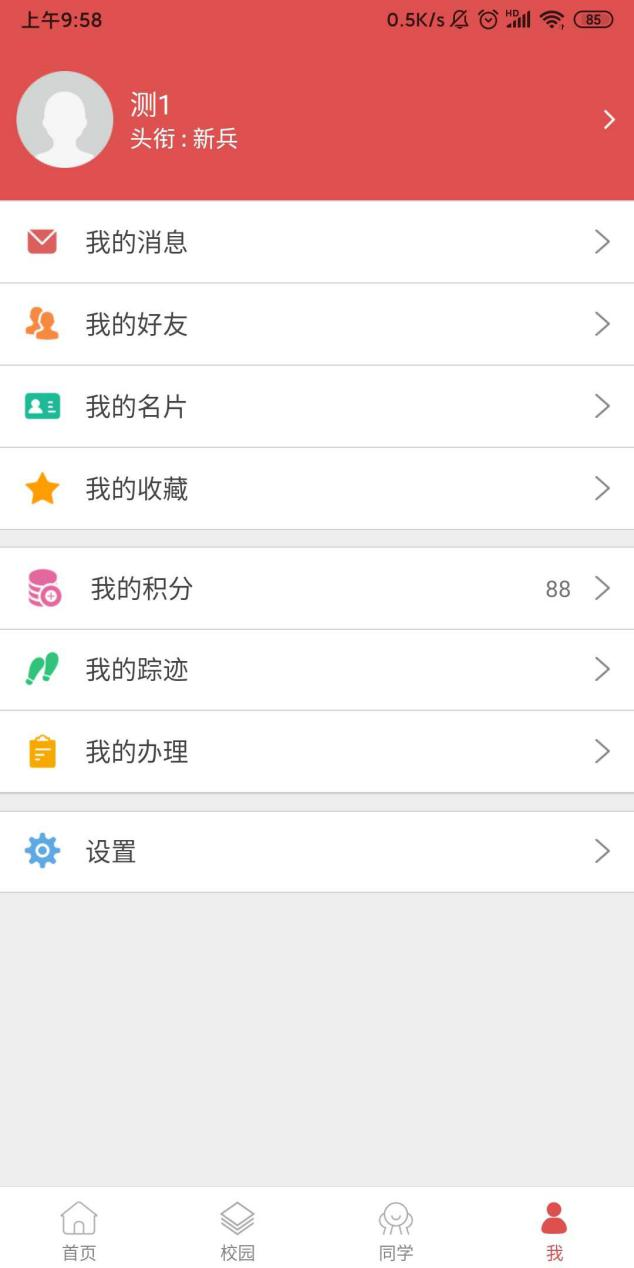 上午9:58
0.5K/s
HD
85
测1
头衔 : 新兵
我的消息
我的好友
我的名片
我的收藏
我的积分 88
我的踪迹
我的办理
设置
首页 校园 同学 我